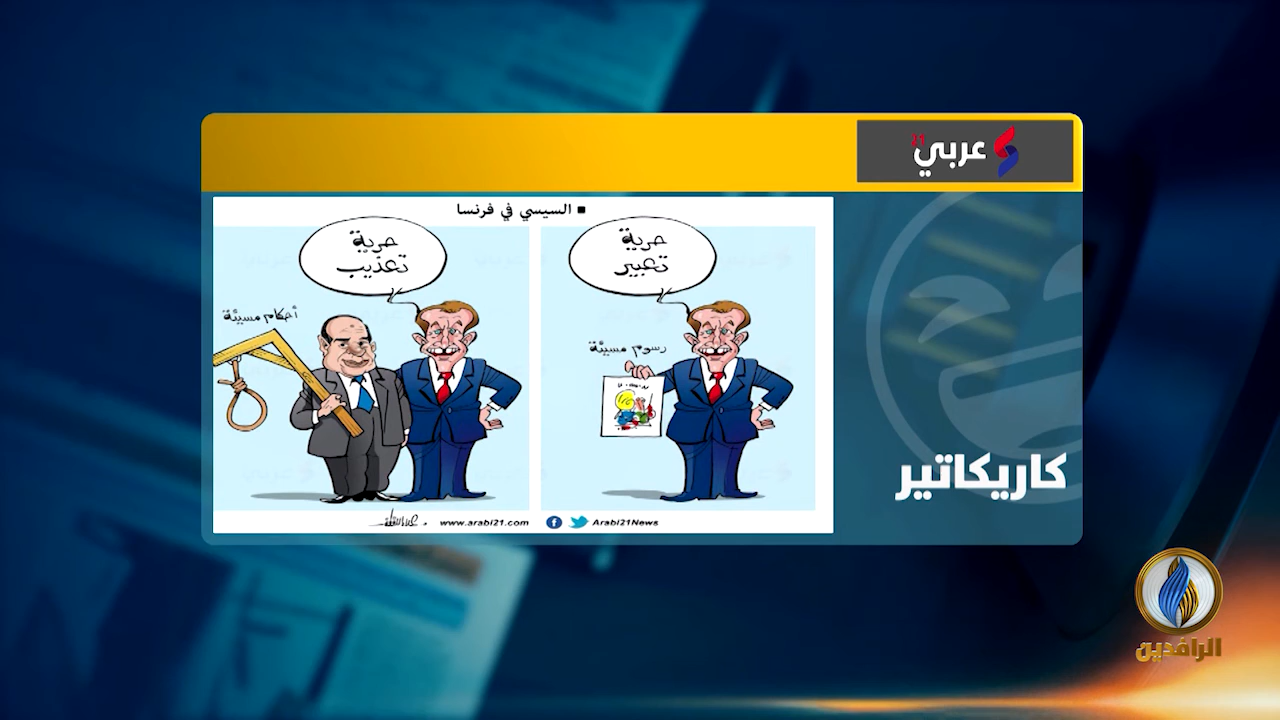 عربي21
■ السيسي في فرنسا
حرية
تعبير
رسوم مسيئة
حرية
تعذيب
أحكام مسيئة
www.arabi21.com
Arabi21News
كاريكاتير
الرافدين